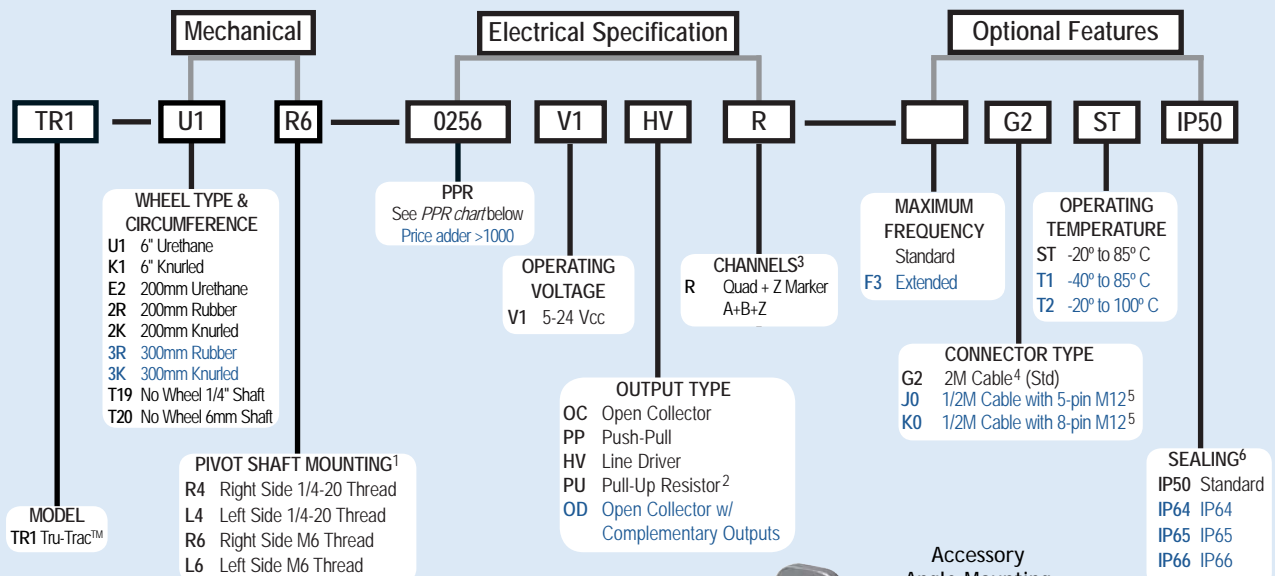 Mechanical
Electrical Specification
Optional Features
TR1
U1
R6
0256
V1
HV
R
G2
ST
IP50
WHEEL TYPE &
CIRCUMFERENCE
U1 6" Urethane
K1 6" Knurled
E2 200mm Urethane
2R 200mm Rubber
2K 200mm Knurled
3R 300mm Rubber
3K 300mm Knurled
T19 No Wheel 1/4" Shaft
T20 No Wheel 6mm Shaft
PPR
See PPR chart below
Price adder >1000
OPERATING
VOLTAGE
V1 5-24 Vcc
CHANNELS3
R Quad + Z Marker
A+B+Z
MAXIMUM
FREQUENCY
Standard
F3 Extended
OPERATING
TEMPERATURE
ST -20º to 85º C
T1 -40º to 85º C
T2 -20º to 100º C
CONNECTOR TYPE
G2 2M Cable4 (Std)
J0 1/2M Cable with 5-pin M125
K0 1/2M Cable with 8-pin M125
OUTPUT TYPE
OC Open Collector
PP Push-Pull
HV Line Driver
PU Pull-Up Resistor2
OD Open Collector w/
Complementary Outputs
MODEL
TR1 Tru-Trac™
PIVOT SHAFT MOUNTING1
R4 Right Side 1/4-20 Thread
L4 Left Side 1/4-20 Thread
R6 Right Side M6 Thread
L6 Left Side M6 Thread
SEALING6
IP50 Standard
IP64 IP64
IP65 IP65
IP66 IP66
Accessory
Angle Mounting